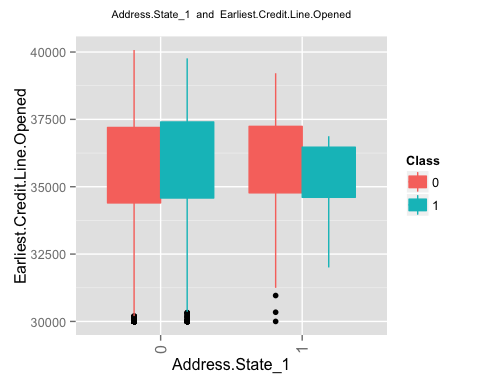 Address.State_1 and Earliest.Credit.Line.Opened
Earliest.Credit.Line.Opened
40000
37500
35000
32500
30000
0
1
Address.State_1
Class
0
1